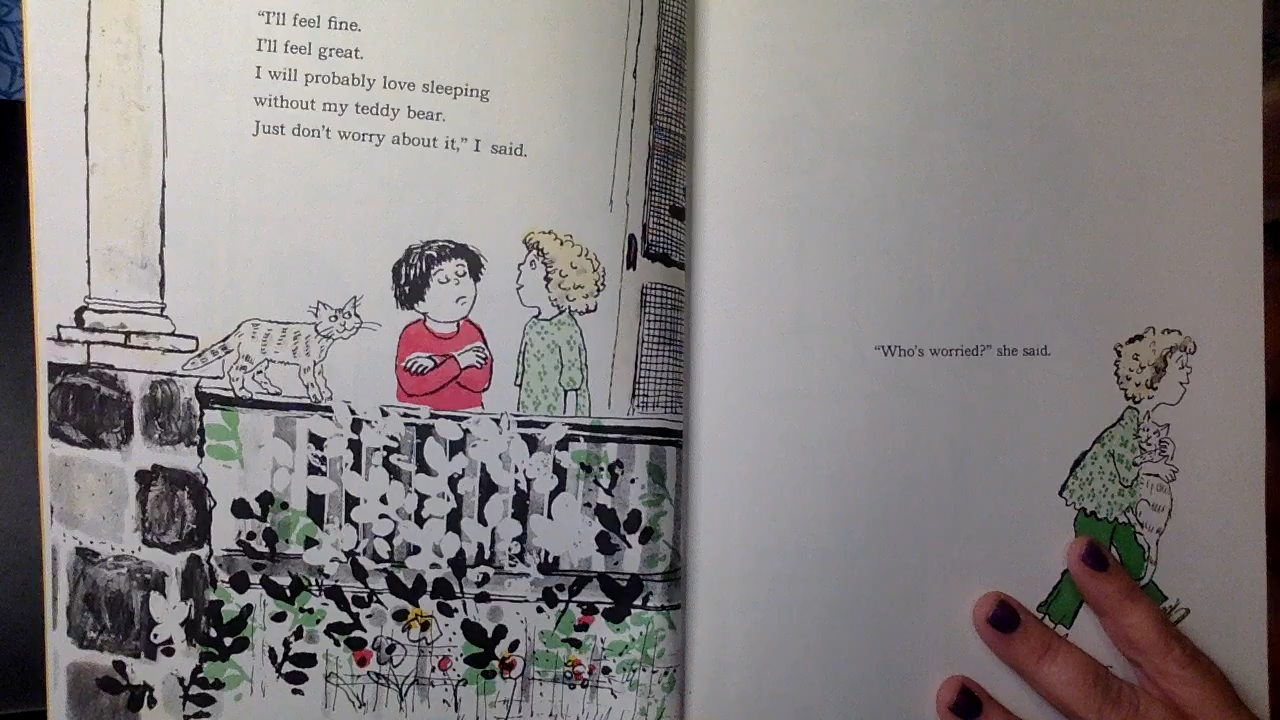 “I'll feel fine.
I'll feel great.
I will probably love sleeping
without my teddy bear.
Just don't worry about it,” I said.
“Who's worried?” she said.